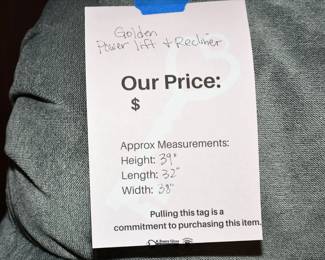 Golden
Power lift + Recliner
Our Price:
$
Approx Measurements:
Height: 39"
Length: 32"
Width: 38"
Pulling this tag is a
commitment to purchasing this item.